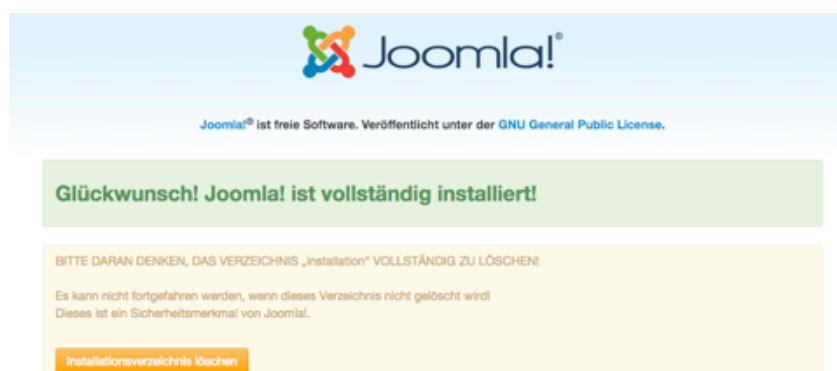 Joomla!®
Joomla!® ist freie Software. Veröffentlicht unter der GNU General Public License.
Glückwunsch! Joomla! ist vollständig installiert!
BITTE DARAN DENKEN, DAS VERZEICHNIS „installation“ VOLLSTÄNDIG ZU LÖSCHEN!
Es kann nicht fortgefahren werden, wenn dieses Verzeichnis nicht gelöscht wird!
Dieses ist ein Sicherheitsmerkmal von Joomla!.
Installationsverzeichnis löschen